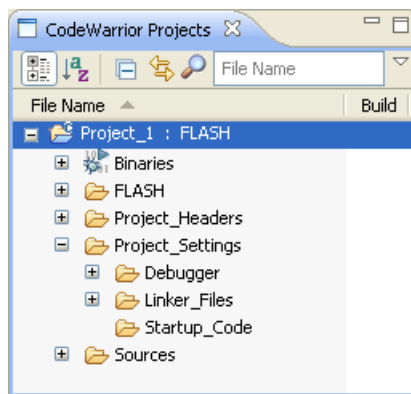 CodeWarrior Projects
File Name
File Name Build
Project_1 : FLASH
Binaries
FLASH
Project_Headers
Project_Settings
Debugger
Linker_Files
Startup_Code
Sources